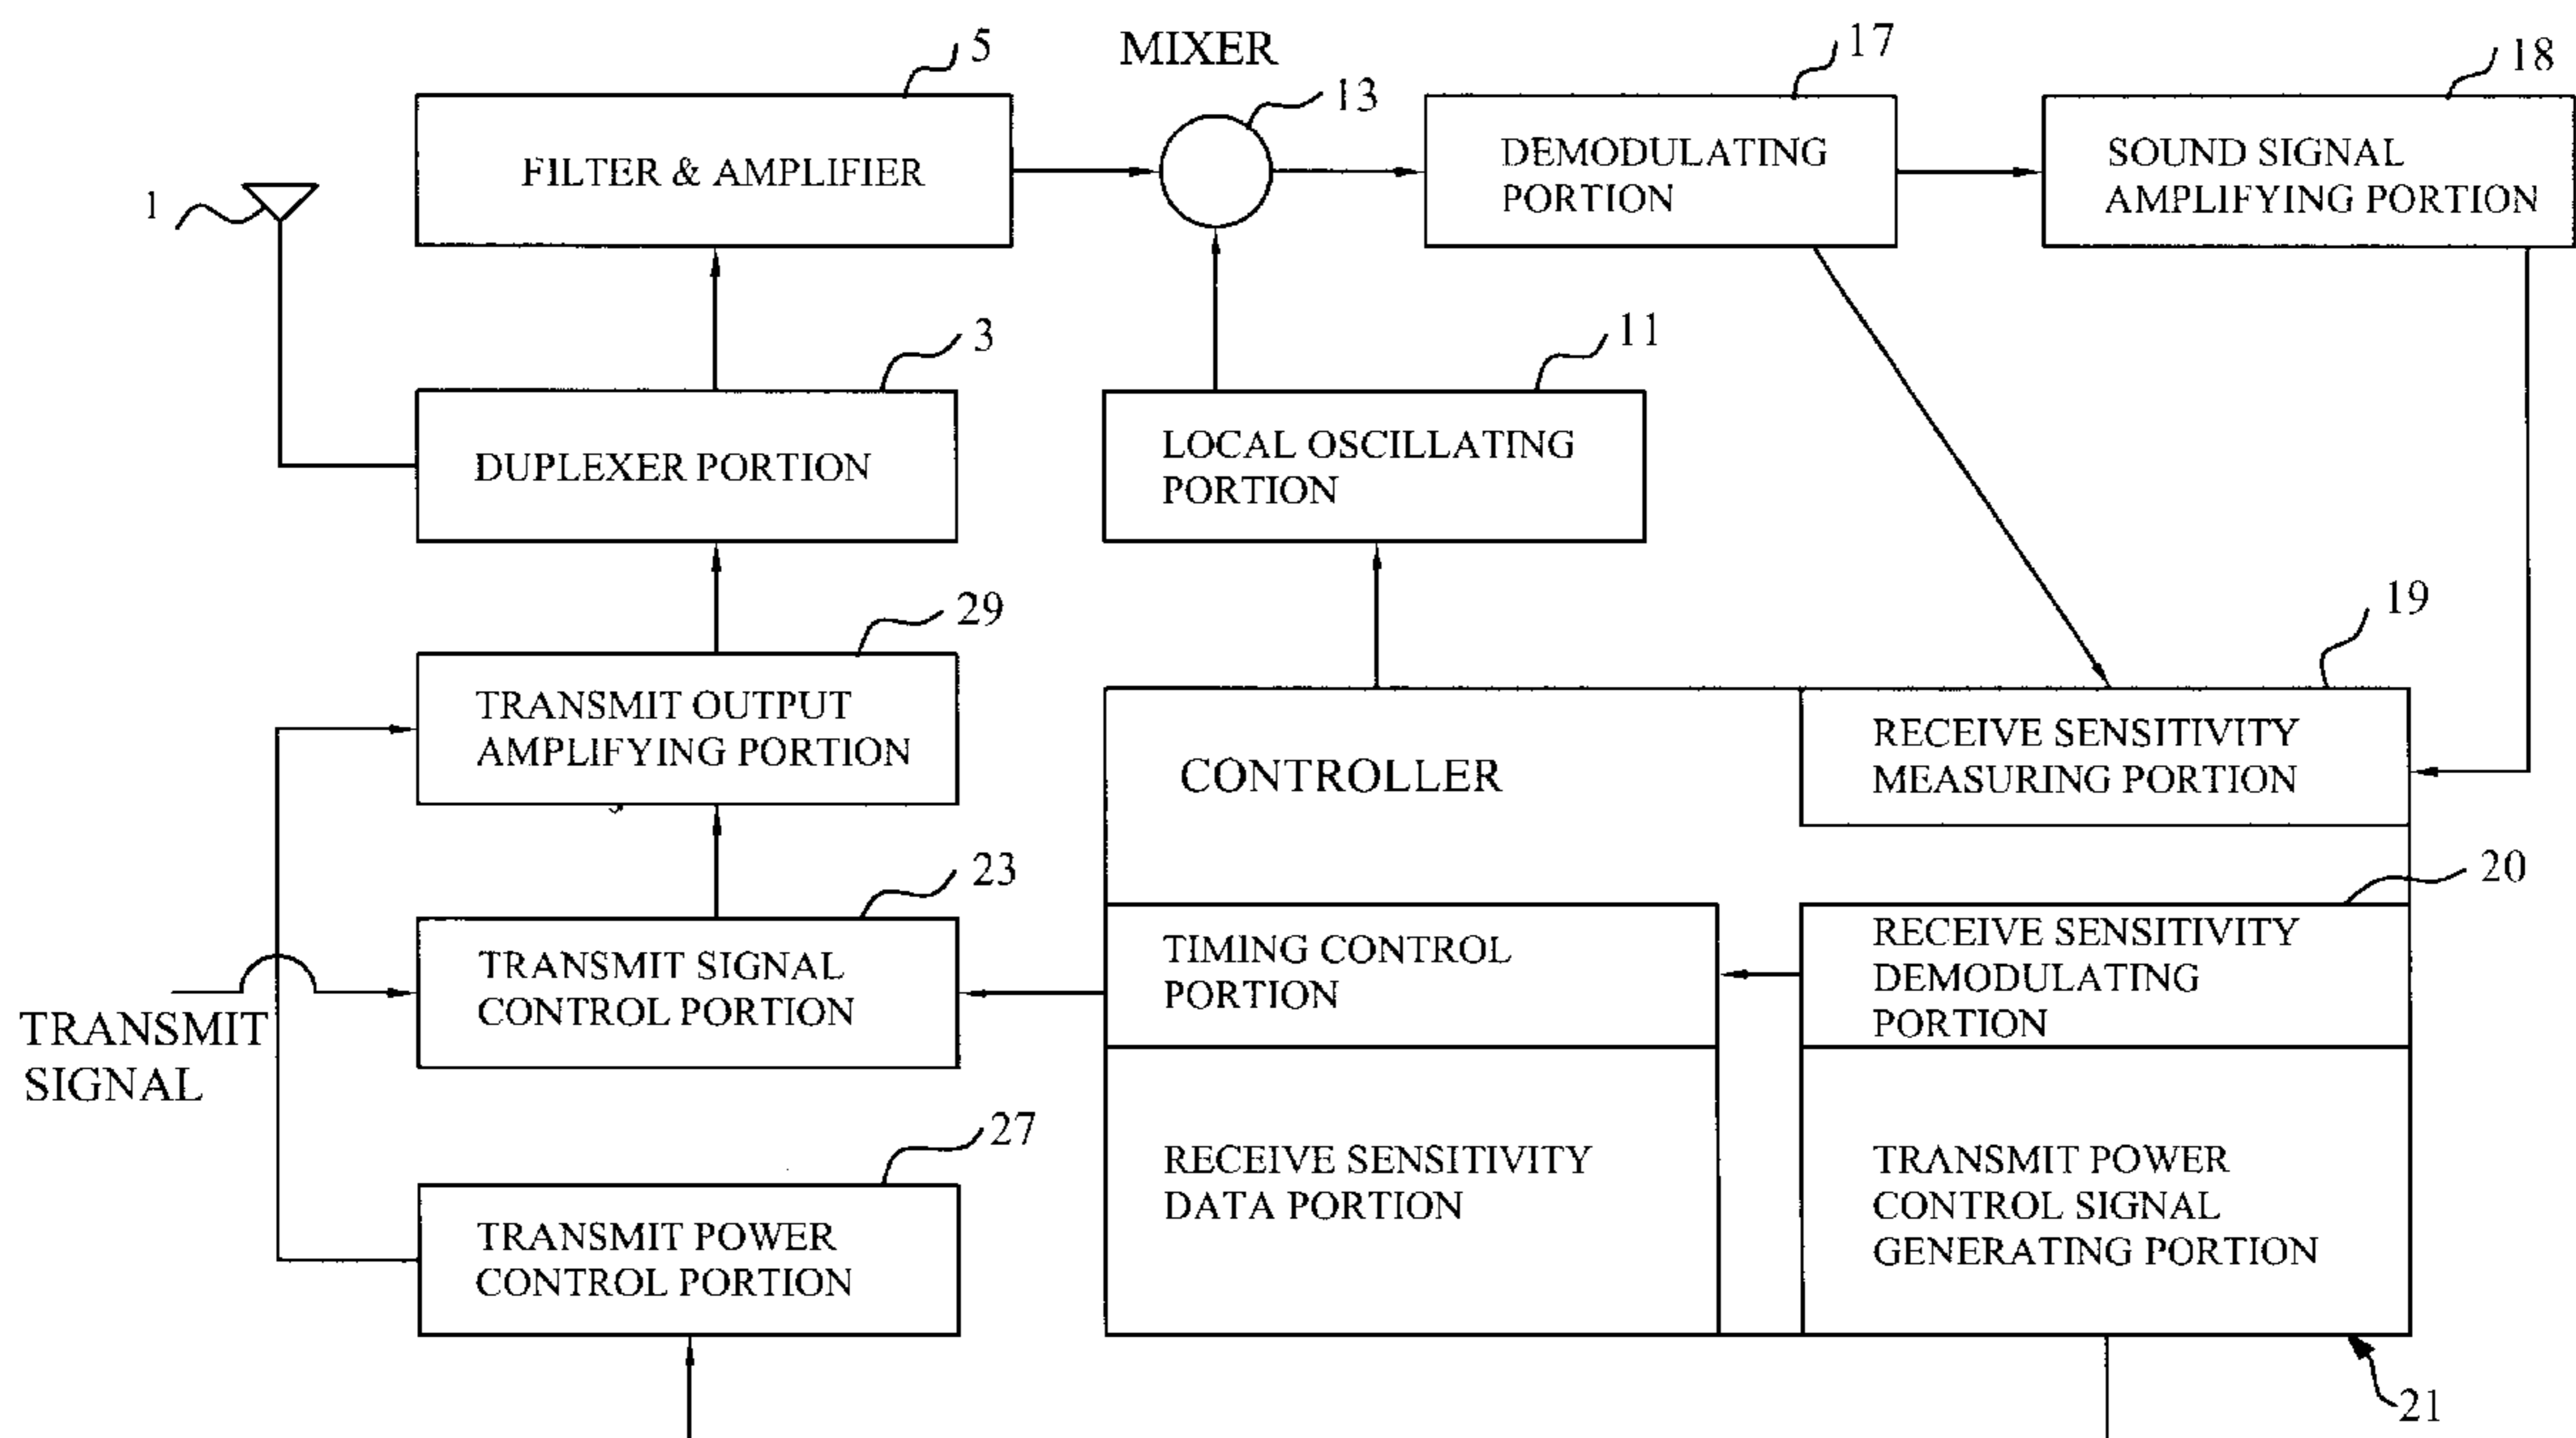 5
MIXER
17
18
13
FILTER & AMPLIFIER
DEMODULATING
PORTION
SOUND SIGNAL
AMPLIFYING PORTION
1
3
11
DUPLEXER PORTION
LOCAL OSCILLATING
PORTION
29
19
TRANSMIT OUTPUT
AMPLIFYING PORTION
CONTROLLER
RECEIVE SENSITIVITY
MEASURING PORTION
23
20
TRANSMIT SIGNAL
CONTROL PORTION
TIMING CONTROL
PORTION
RECEIVE SENSITIVITY
DEMODULATING
PORTION
TRANSMIT
SIGNAL
27
TRANSMIT POWER
CONTROL PORTION
RECEIVE SENSITIVITY
DATA PORTION
TRANSMIT POWER
CONTROL SIGNAL
GENERATING PORTION
21